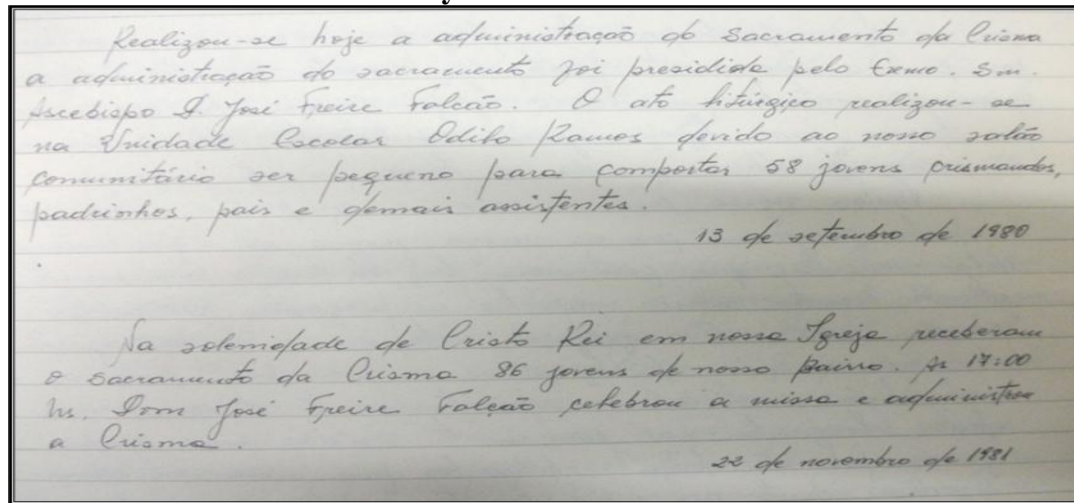 Realizou-se hoje a administração do Sacramento da Crisma
a administração do sacramento foi presidida pelo Exmo. Snr.
Arcebispo D. José Freire Falcão. O ato litúrgico realizou-se
na Unidade Escolar Odilo Ramos devido ao nosso salão
comunitário ser pequeno para comportar 58 jovens crismandos,
padrinhos, pais e demais assistentes.
13 de setembro de 1980
Na solenidade de Cristo Rei em nossa Igreja receberam
o sacramento da Crisma 86 jovens de nosso Bairro. As 17:00
hs. Dom José Freire Falcão celebrou a missa e administrou
a Crisma.
22 de novembro de 1981